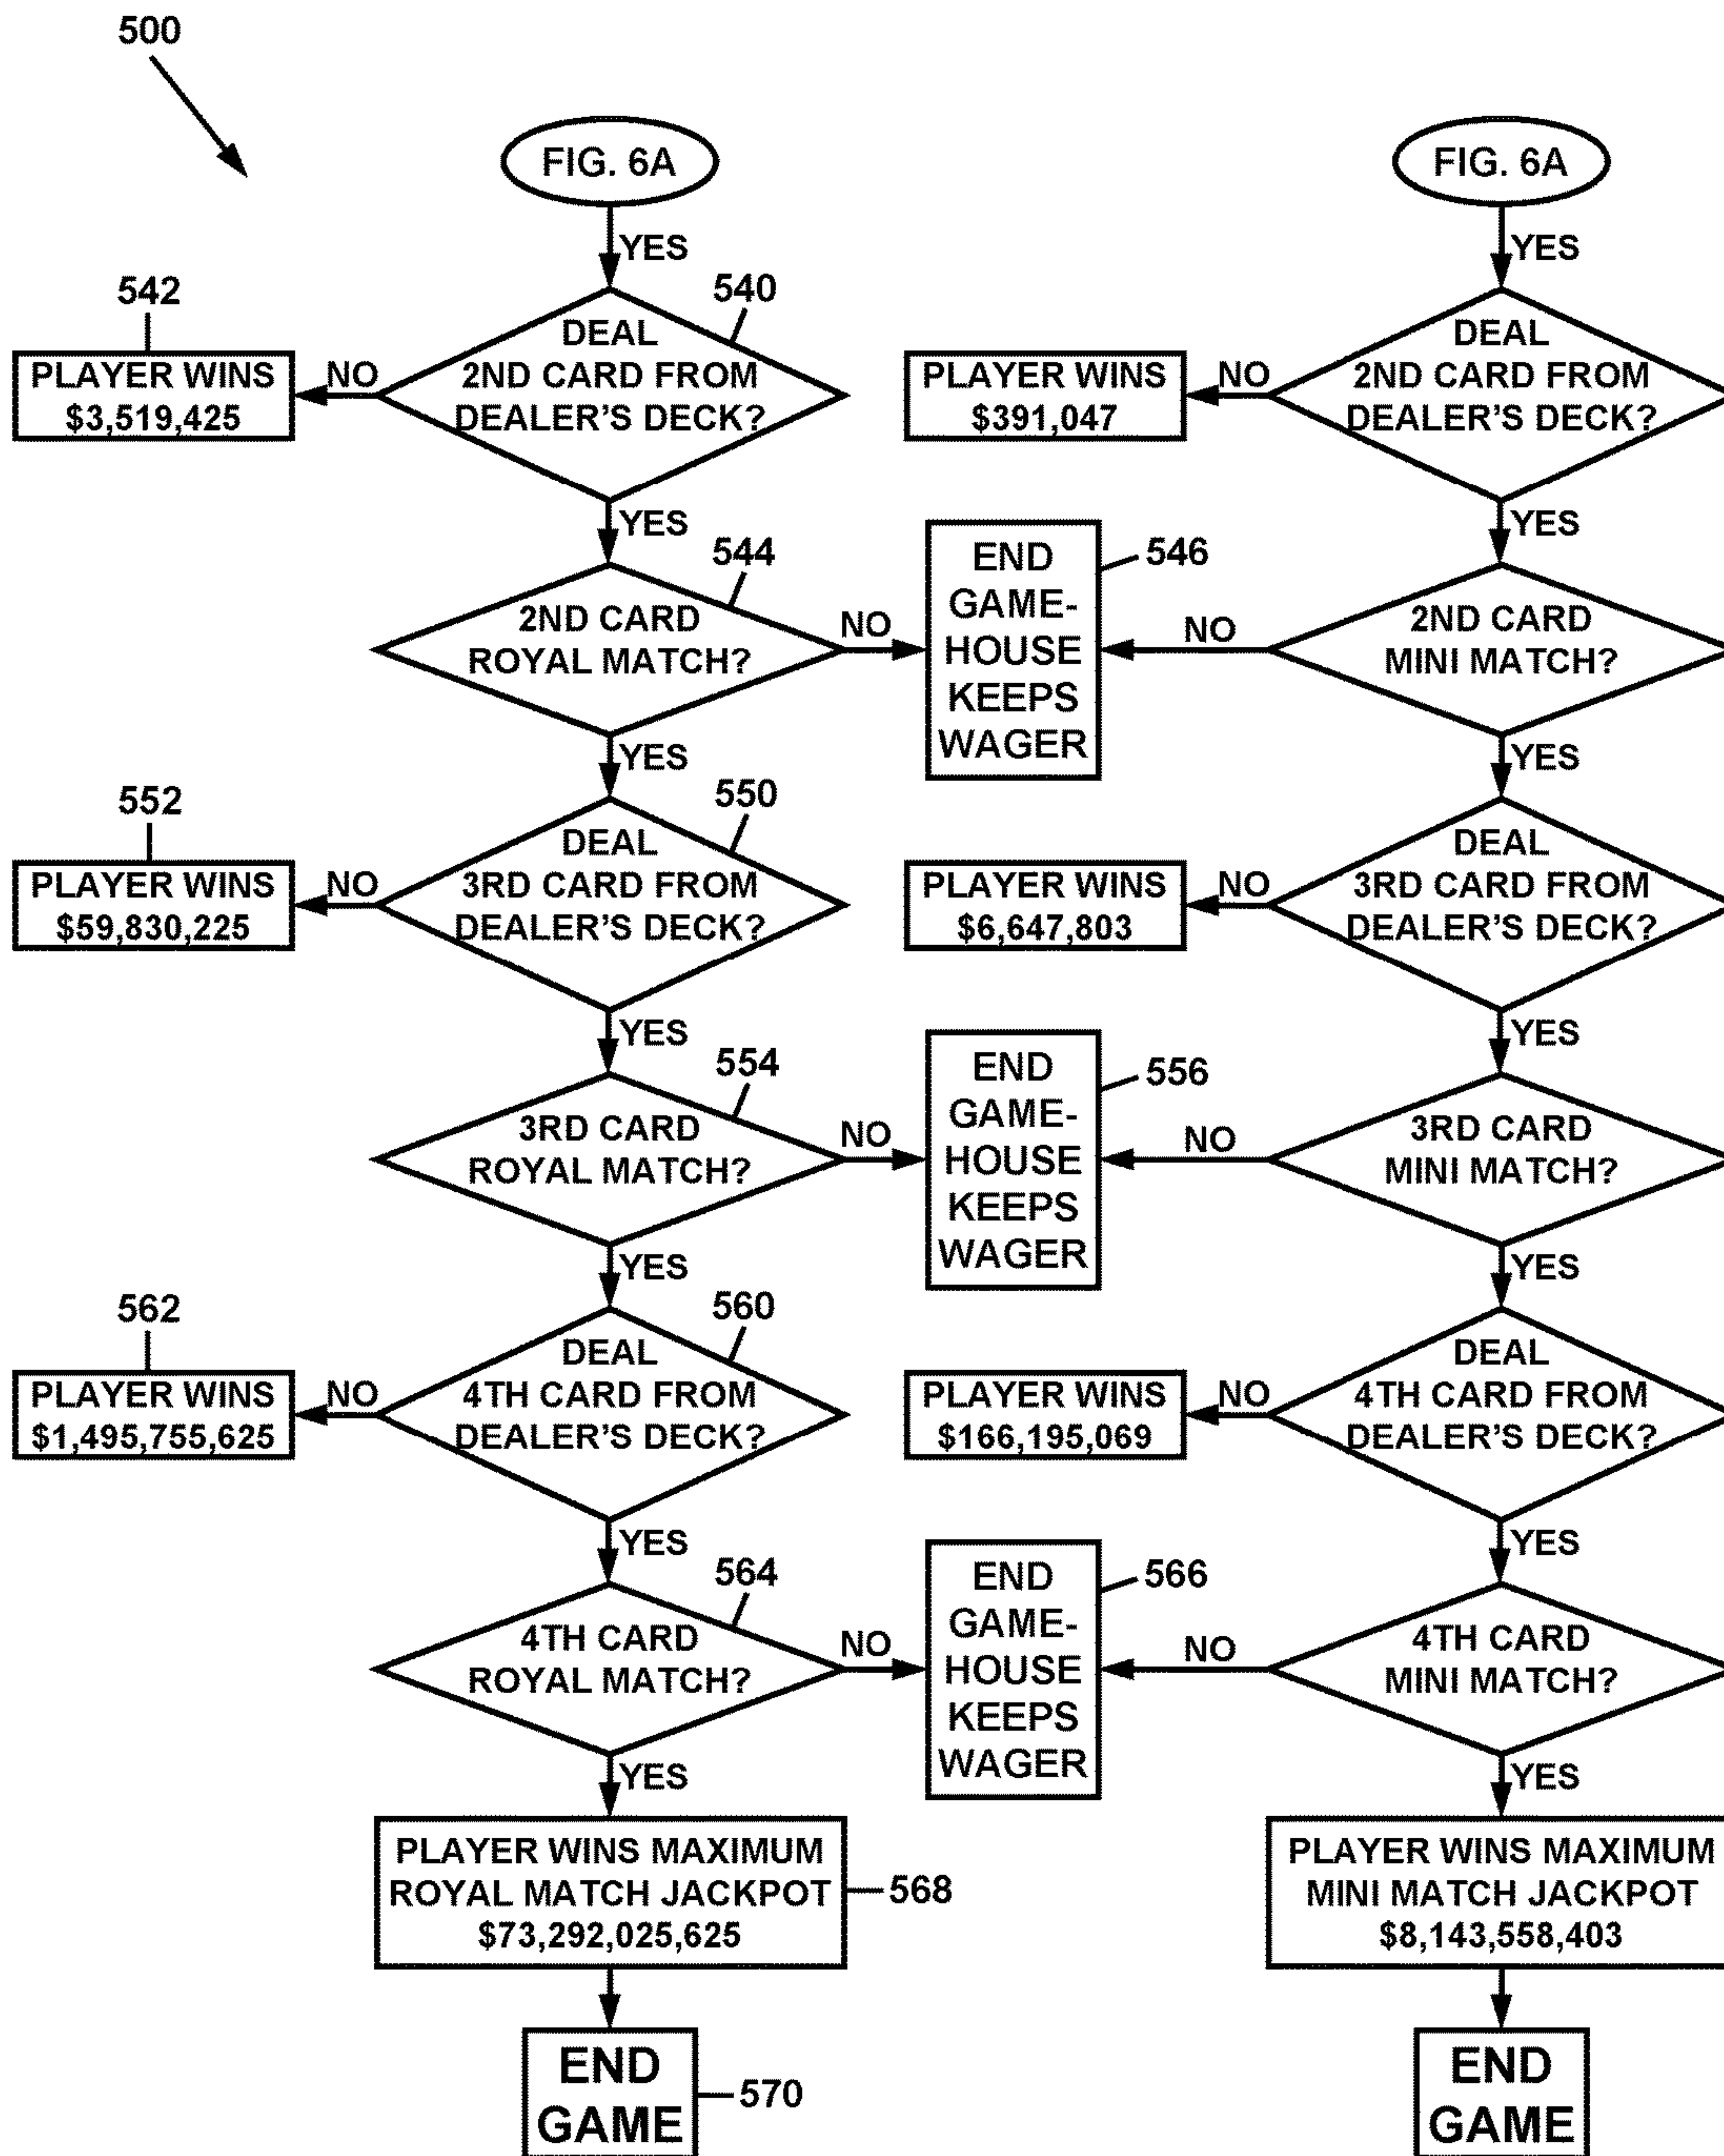 500
FIG. 6A
FIG. 6A
YES
YES
542
540
DEAL
2ND CARD FROM
DEALER'S DECK?
DEAL
2ND CARD FROM
DEALER'S DECK?
PLAYER WINS
$3,519,425
NO
PLAYER WINS
$391,047
NO
YES
YES
544
2ND CARD
ROYAL MATCH?
NO
END
GAME-
HOUSE
KEEPS
WAGER
546
NO
2ND CARD
MINI MATCH?
YES
YES
552
550
DEAL
3RD CARD FROM
DEALER'S DECK?
DEAL
3RD CARD FROM
DEALER'S DECK?
PLAYER WINS
$59,830,225
NO
PLAYER WINS
$6,647,803
NO
YES
YES
554
3RD CARD
ROYAL MATCH?
NO
END
GAME-
HOUSE
KEEPS
WAGER
556
NO
3RD CARD
MINI MATCH?
YES
YES
562
560
DEAL
4TH CARD FROM
DEALER'S DECK?
DEAL
4TH CARD FROM
DEALER'S DECK?
PLAYER WINS
$1,495,755,625
NO
PLAYER WINS
$166,195,069
NO
YES
YES
564
4TH CARD
ROYAL MATCH?
NO
END
GAME-
HOUSE
KEEPS
WAGER
566
NO
4TH CARD
MINI MATCH?
YES
YES
PLAYER WINS MAXIMUM
ROYAL MATCH JACKPOT
$73,292,025,625
568
PLAYER WINS MAXIMUM
MINI MATCH JACKPOT
$8,143,558,403
END
GAME
570
END
GAME